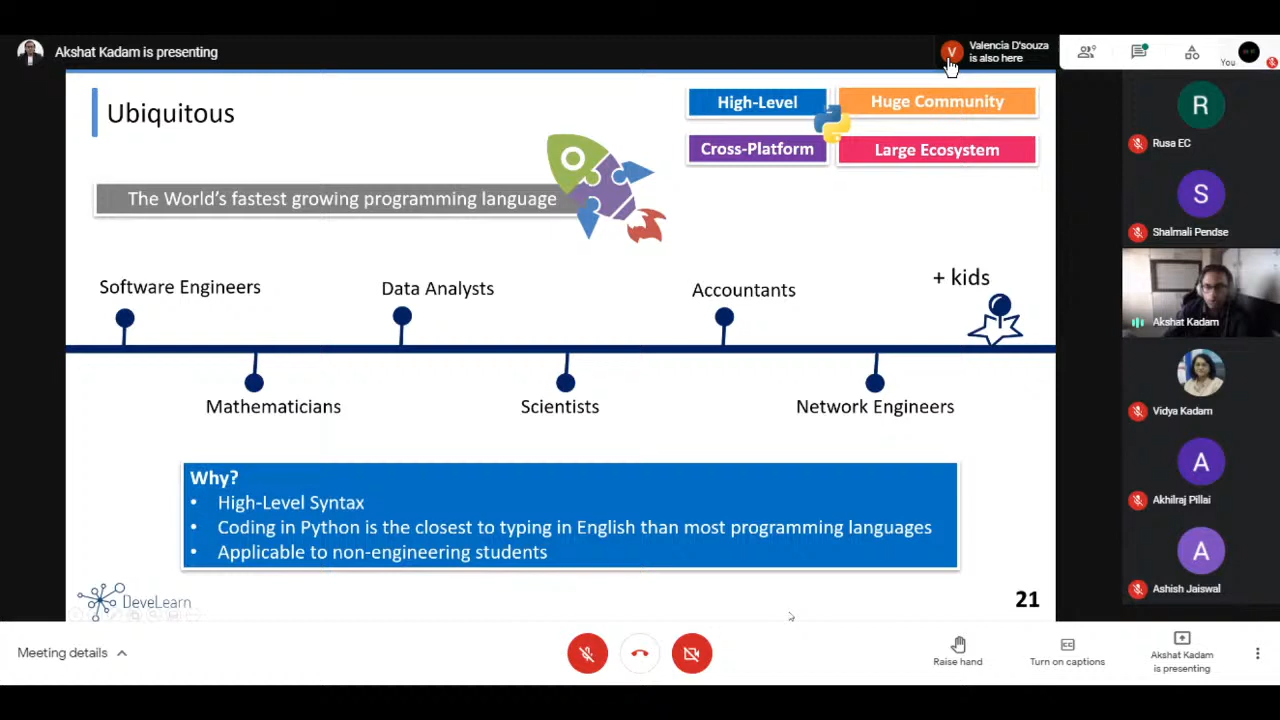 Akshat Kadam is presenting
Valencia D'souza
is also here
V
You
Ubiquitous
High-Level
Huge Community
Cross-Platform
Large Ecosystem
The World's fastest growing programming language
Software Engineers
Data Analysts
Accountants
+ kids
Mathematicians
Scientists
Network Engineers
Why?
• High-Level Syntax
• Coding in Python is the closest to typing in English than most programming languages
• Applicable to non-engineering students
DeveLearn
21
R
Rusa EC
S
Shalmali Pendse
Akshat Kadam
Vidya Kadam
A
Akhilraj Pillai
A
Ashish Jaiswal
Meeting details
Raise hand
Turn on captions
Akshat Kadam
is presenting